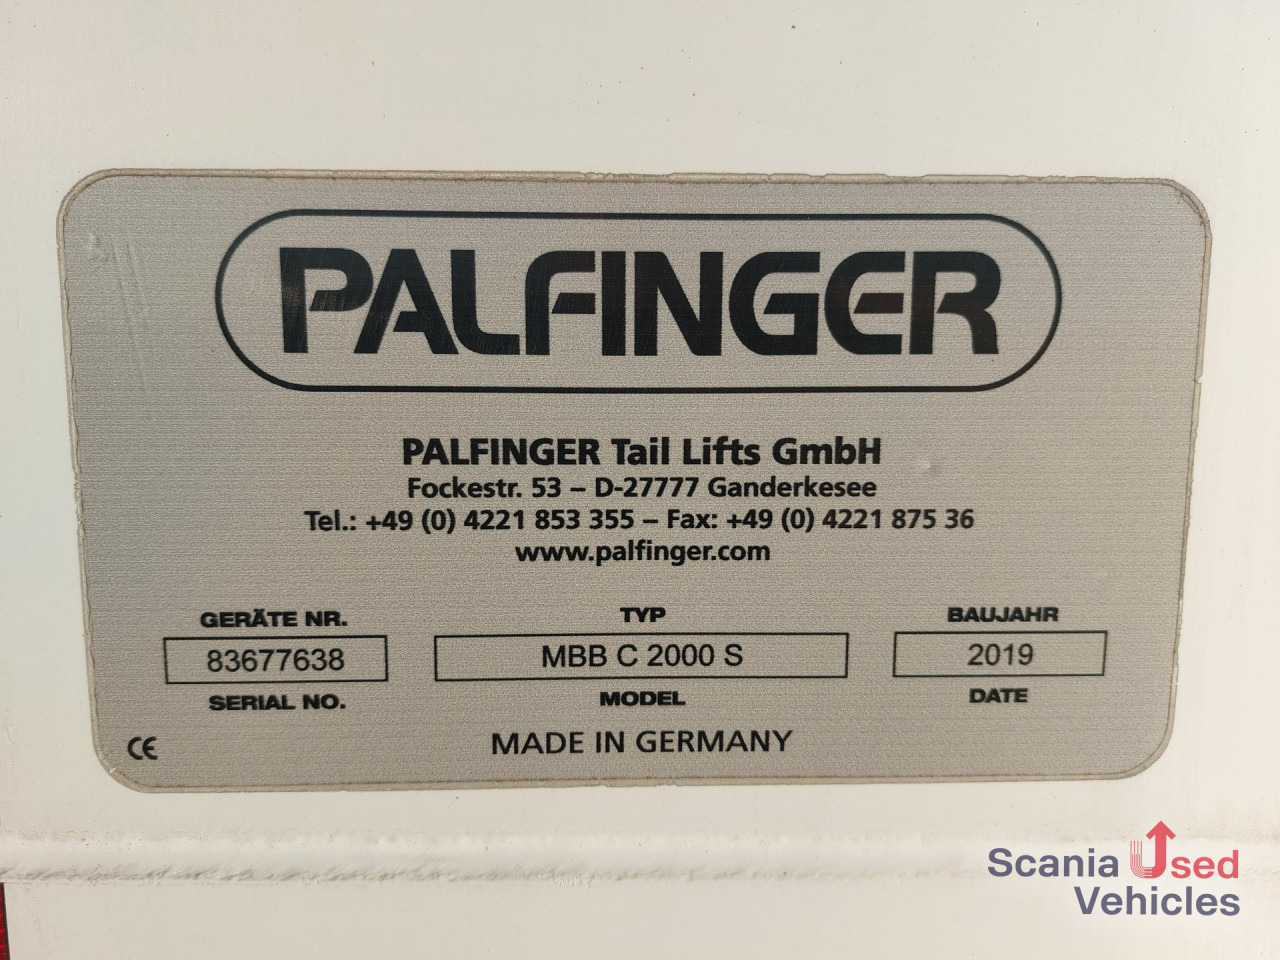 PALFINGER
PALFINGER Tail Lifts GmbH
Fockestr. 53 – D-27777 Ganderkesee
Tel.: +49 (0) 4221 853 355 – Fax: +49 (0) 4221 875 36
www.palfinger.com
GERÄTE NR. TYP BAUJAHR
83677638 MBB C 2000 S 2019
SERIAL NO. MODEL DATE
CE MADE IN GERMANY
Scania Used
Vehicles